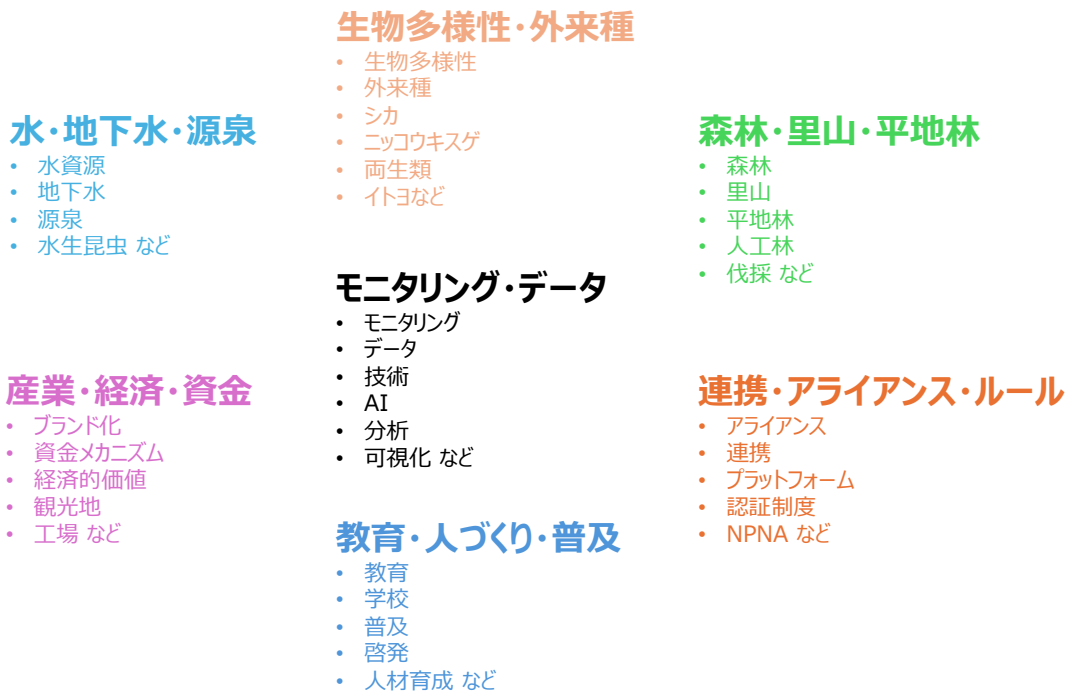 生物多様性・外来種
• 生物多様性
• 外来種
• シカ
• ニッコウキスゲ
• 両生類
• イトヨなど
水・地下水・源泉
• 水資源
• 地下水
• 源泉
• 水生昆虫 など
森林・里山・平地林
• 森林
• 里山
• 平地林
• 人工林
• 伐採 など
モニタリング・データ
• モニタリング
• データ
• 技術
• AI
• 分析
• 可視化 など
産業・経済・資金
• ブランド化
• 資金メカニズム
• 経済的価値
• 観光地
• 工場 など
連携・アライアンス・ルール
• アライアンス
• 連携
• プラットフォーム
• 認証制度
• NPNA など
教育・人づくり・普及
• 教育
• 学校
• 普及
• 啓発
• 人材育成 など